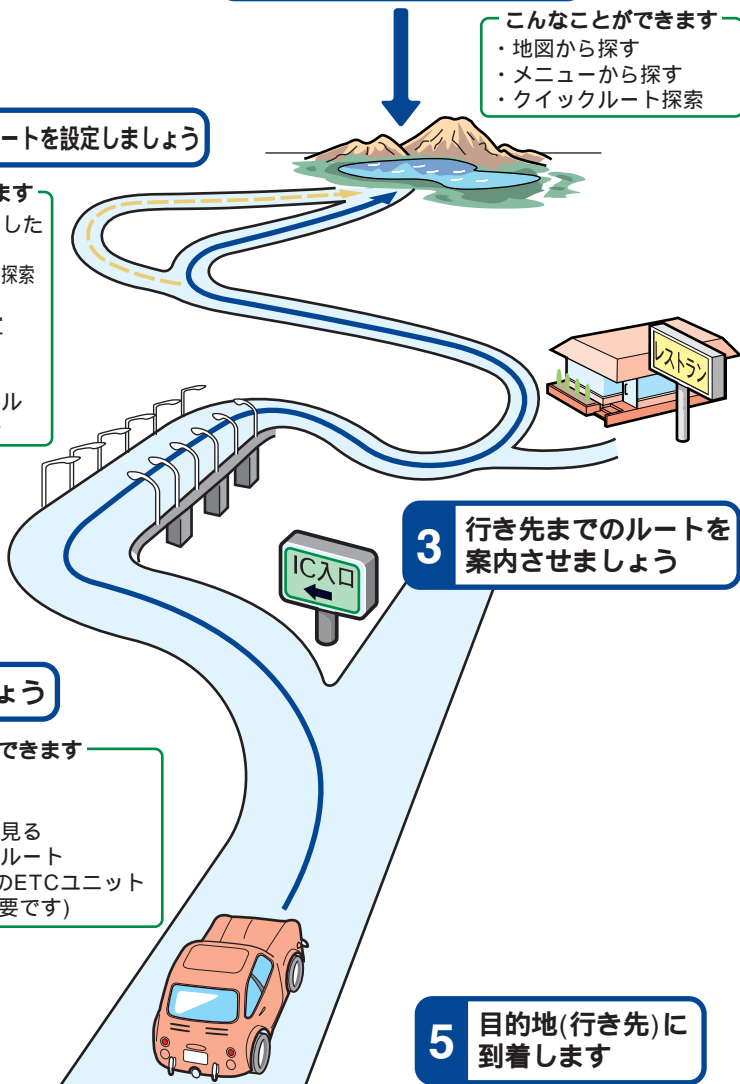 こんなことができます
・地図から探す
・メニューから探す
・クイックルート探索
ートを設定しましょう
ます
した
探索
ル
レストラン
3 行き先までのルートを
案内させましょう
IC入口
ょう
できます
見る
ルート
のETCユニット
要です)
5 目的地(行き先)に
到着します